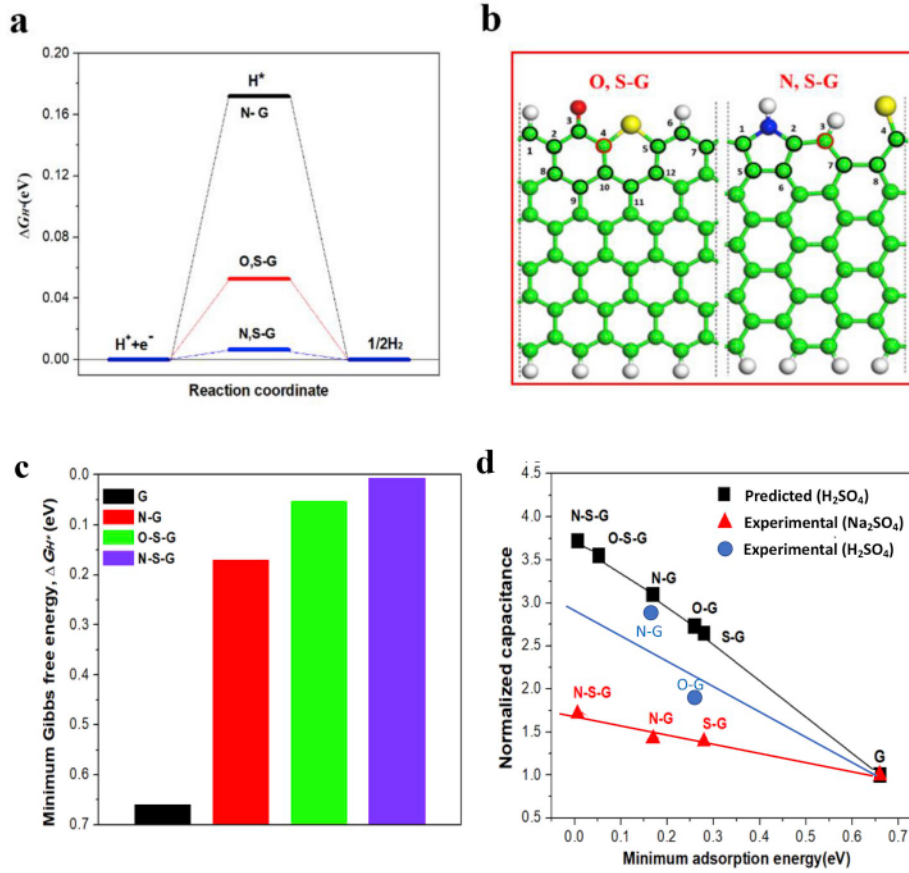 a
0.20
0.16
0.12
0.08
0.04
0.00
ΔG_H* (eV)
H*
N- G
O,S-G
N,S-G
H⁺+e⁻
1/2H₂
Reaction coordinate
b
O, S-G
N, S-G
1
2
3
4
5
6
7
8
9
10
11
12
1
2
3
4
5
6
7
8
c
0.0
0.1
0.2
0.3
0.4
0.5
0.6
0.7
Minimum Gibbs free energy, Δ G_H* (eV)
G
N-G
O-S-G
N-S-G
d
4.5
4.0
3.5
3.0
2.5
2.0
1.5
1.0
0.5
Normalized capacitance
Predicted (H₂SO₄)
Experimental (Na₂SO₄)
Experimental (H₂SO₄)
N-S-G
O-S-G
N-G
O-G
S-G
N-G
O-G
N-S-G
N-G
S-G
G
0.0 0.1 0.2 0.3 0.4 0.5 0.6 0.7
Minimum adsorption energy(eV)